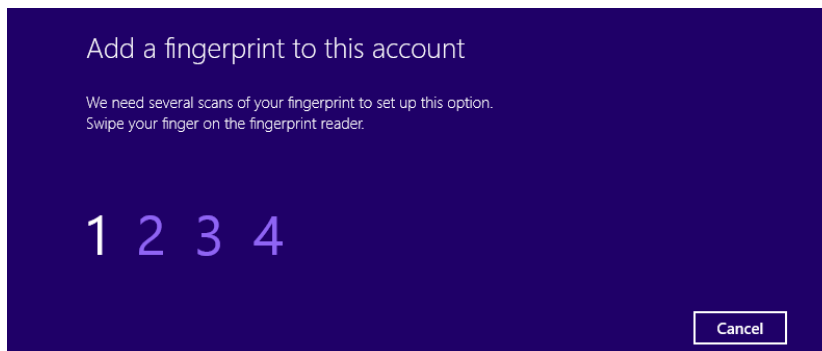 Add a fingerprint to this account
We need several scans of your fingerprint to set up this option.
Swipe your finger on the fingerprint reader.
1 2 3 4
Cancel